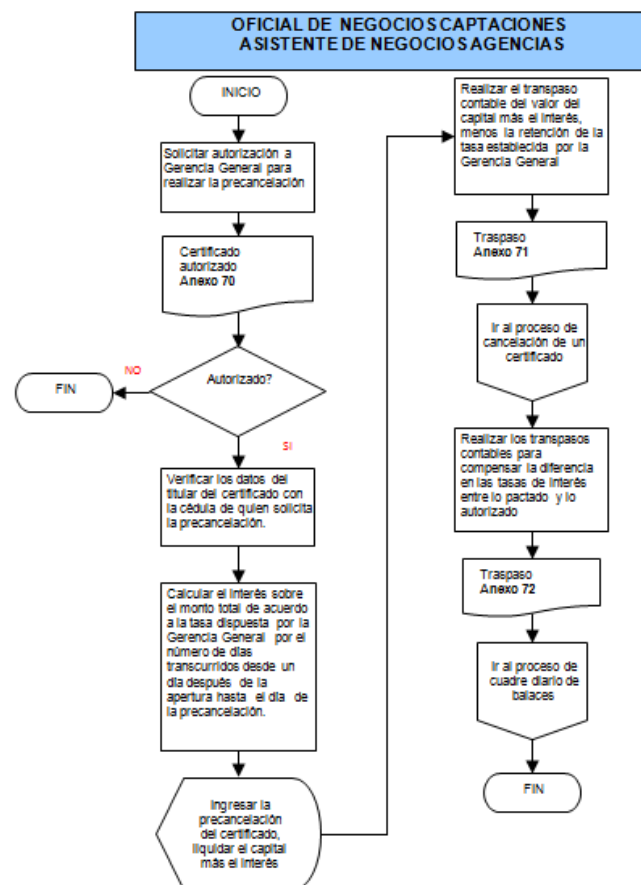 OFICIAL DE NEGOCIOS CAPTACIONES
ASISTENTE DE NEGOCIOS AGENCIAS
INICIO
Solicitar autorización a
Gerencia General para
realizar la precancelación
Certificado
autorizado
Anexo 70
Autorizado?
NO
FIN
SI
Verificar los datos del
titular del certificado con
la cédula de quien solicita
la precancelación.
Calcular el interés sobre
el monto total de acuerdo
a la tasa dispuesta por la
Gerencia General por el
número de días
transcurridos desde un
día después de la
apertura hasta el día de
la precancelación.
Ingresar la
precancelación
del certificado,
liquidar el capital
más el interés
Realizar el transpaso
contable del valor del
capital más el interés,
menos la retención de la
tasa establecida por la
Gerencia General
Traspaso
Anexo 71
Ir al proceso de
cancelación de un
certificado
Realizar los transpasos
contables para
compensar la diferencia
en las tasas de interés
entre lo pactado y lo
autorizado
Traspaso
Anexo 72
Ir al proceso de
cuadre diario de
balaces
FIN